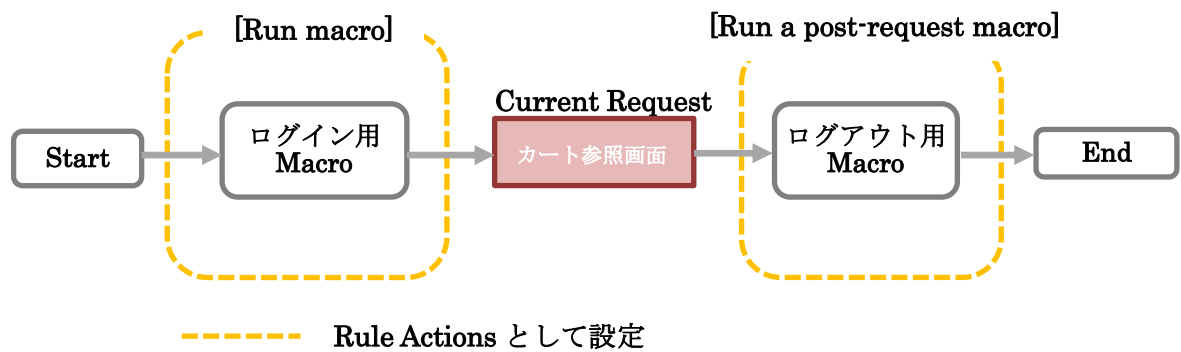 [Run macro]
[Run a post-request macro]
Start
ログイン用
Macro
Current Request
カート参照画面
ログアウト用
Macro
End
Rule Actions として設定